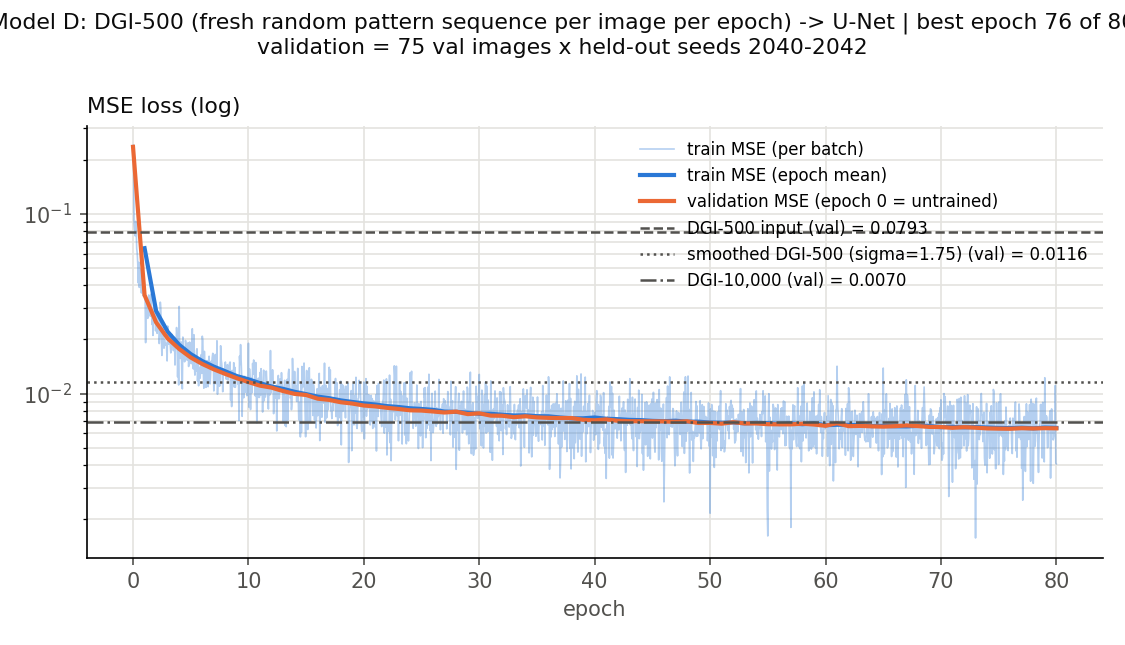 Model D: DGI-500 (fresh random pattern sequence per image per epoch) -> U-Net | best epoch 76 of 80
validation = 75 val images x held-out seeds 2040-2042
MSE loss (log)
train MSE (per batch)
train MSE (epoch mean)
validation MSE (epoch 0 = untrained)
DGI-500 input (val) = 0.0793
smoothed DGI-500 (sigma=1.75) (val) = 0.0116
DGI-10,000 (val) = 0.0070
10⁻¹
10⁻²
0 10 20 30 40 50 60 70 80
epoch